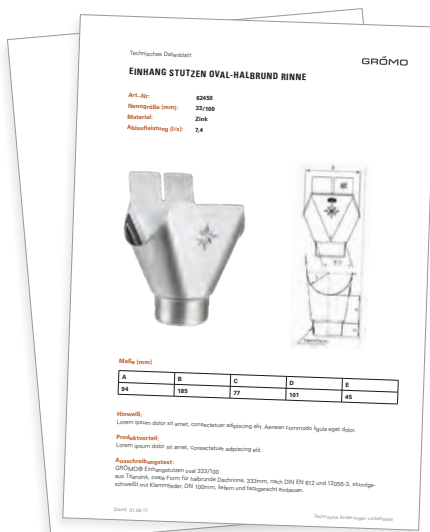 Technisches Datenblatt
GRÖMO
EINHANG STUTZEN OVAL-HALBRUND RINNE
Art.-Nr: 62450
Nenngröße (mm): 33/100
Material: Zink
Ablaufleistung (l/s): 7,4
Maße (mm)
A B C D E
94 185 77 101 45
Hinweiß:
Lorem ipsum dolor sit amet, consectetuer adipiscing elit. Aenean commodo ligula eget dolor.
Produktvorteil:
Lorem ipsum dolor sit amet, consectetuer adipiscing elit.
Ausschreibungstext:
GRÖMO® Einhangstutzen oval 333/100
aus Titanzink, ovale Form für halbrunde Dachrinne, 333mm, nach DIN EN 612 und 12056-3, stumpfge-
schweißt mit Klemmfeder, DN 100mm, liefern und fachgerecht einbauen.
Stand: 31.08.17
Technische Änderungen vorbehalten